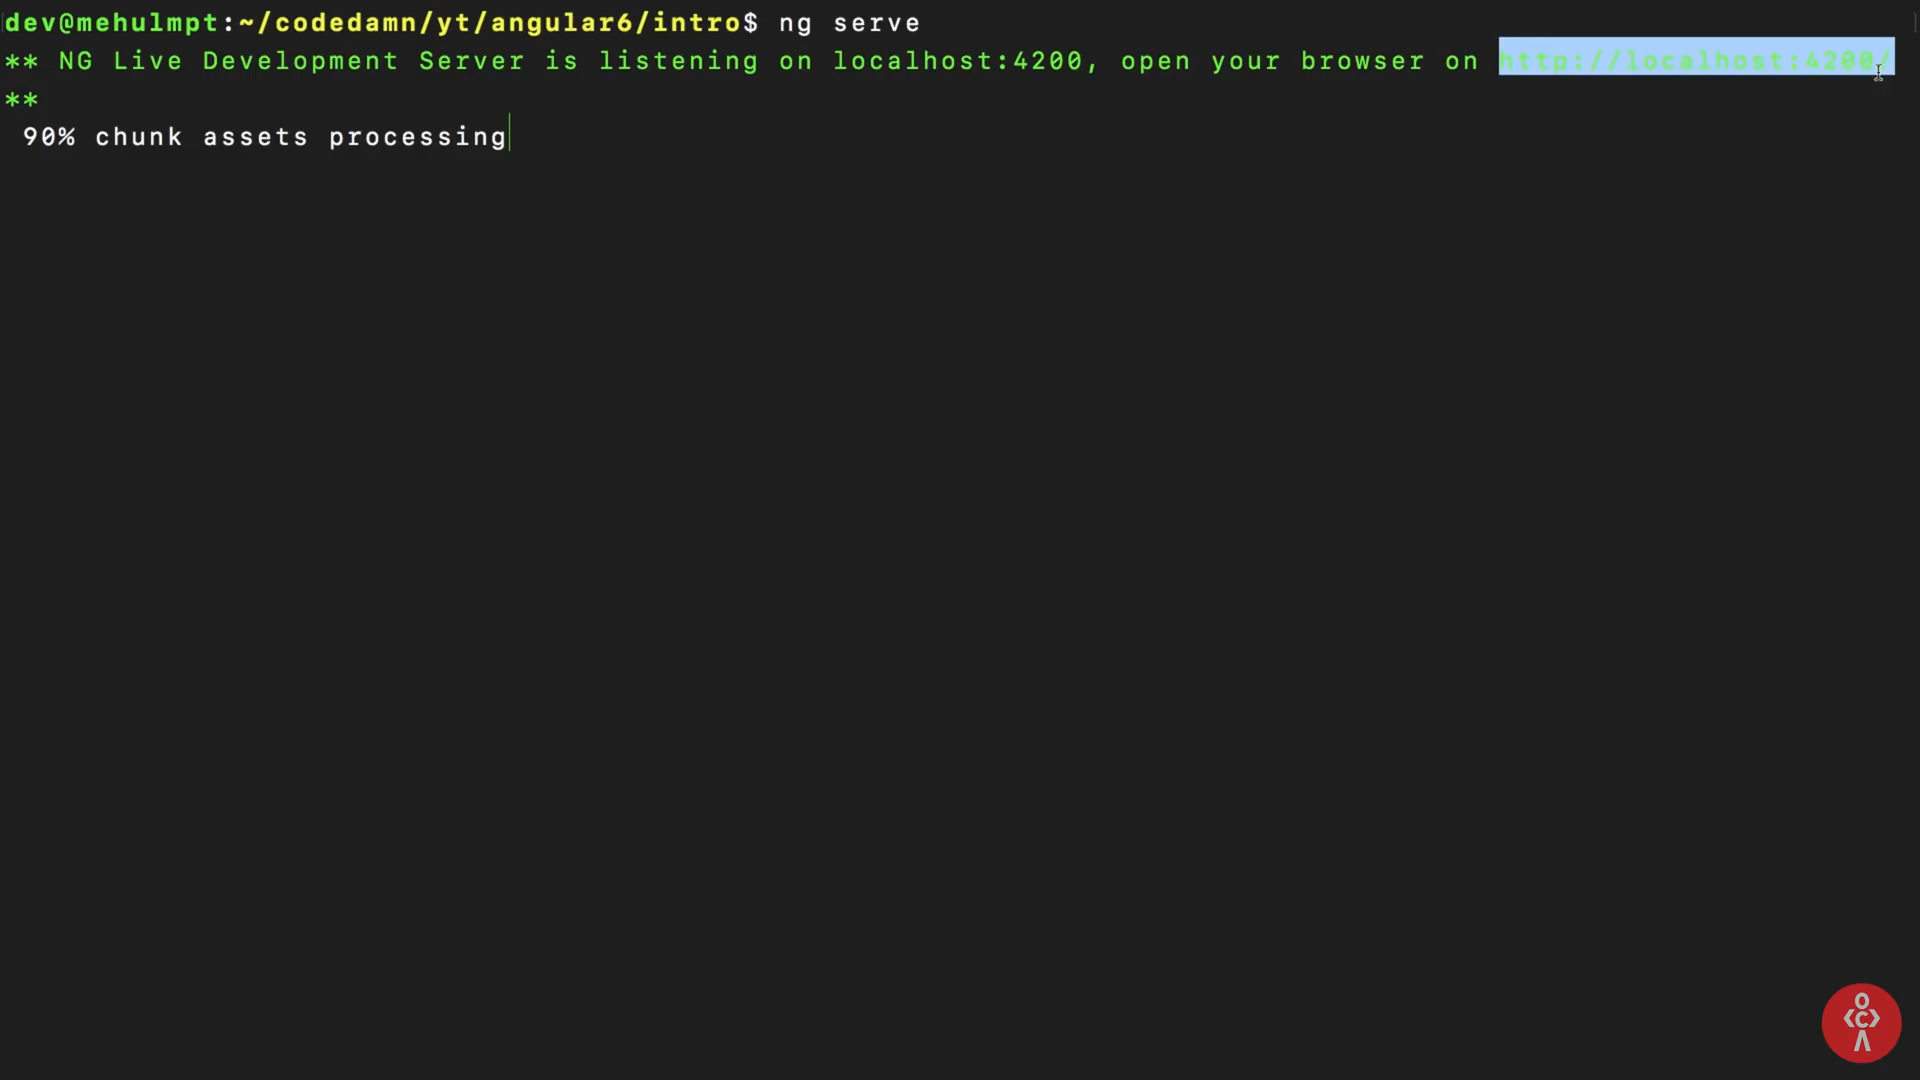 dev@mehulmpt:~/codedamn/yt/angular6/intro$ ng serve
** NG Live Development Server is listening on localhost:4200, open your browser on http://localhost:4200/
**
90% chunk assets processing